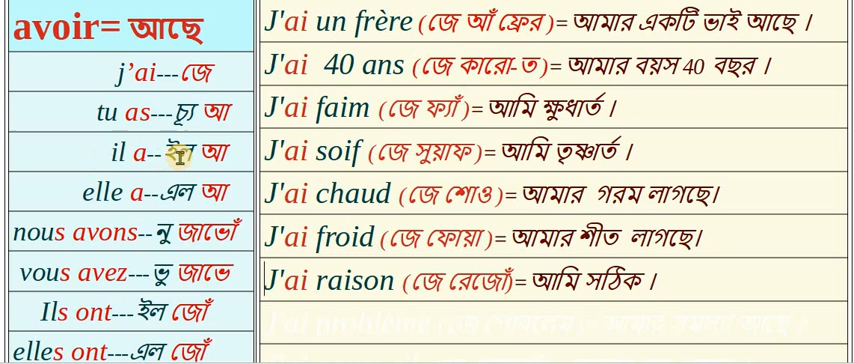 avoir= আছে
j'ai---জে
tu as---চ্যু আ
il a--ইল আ
elle a--এল আ
nous avons--নু জাভোঁ
vous avez---ভু জাভে
Ils ont---ইল জোঁ
elles ont---এল জোঁ
J'ai un frère (জে আঁ ফ্রের)= আমার একটি ভাই আছে।
J'ai 40 ans (জে কারো-ত)= আমার বয়স 40 বছর।
J'ai faim (জে ফ্যাঁ)= আমি ক্ষুধার্ত।
J'ai soif (জে সুয়াফ)= আমি তৃষ্ণার্ত।
J'ai chaud (জে শোও)= আমার গরম লাগছে।
J'ai froid (জে ফোয়া)= আমার শীত লাগছে।
J'ai raison (জে রেজোঁ)= আমি সঠিক।